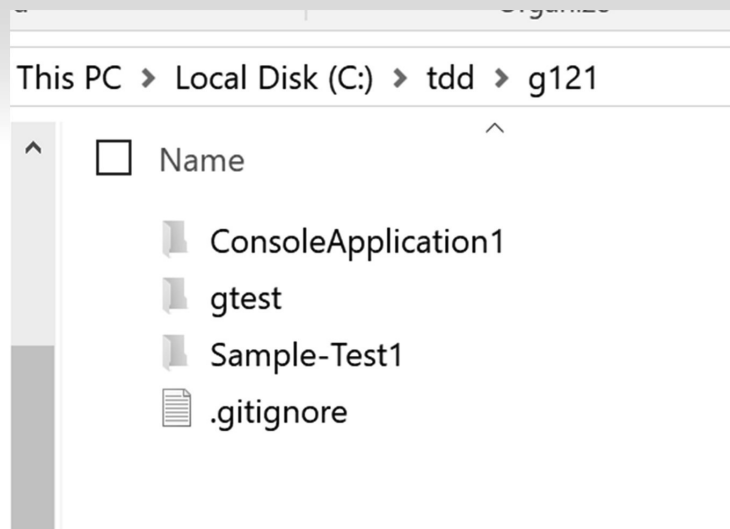 This PC > Local Disk (C:) > tdd > g121
Name
ConsoleApplication1
gtest
Sample-Test1
.gitignore